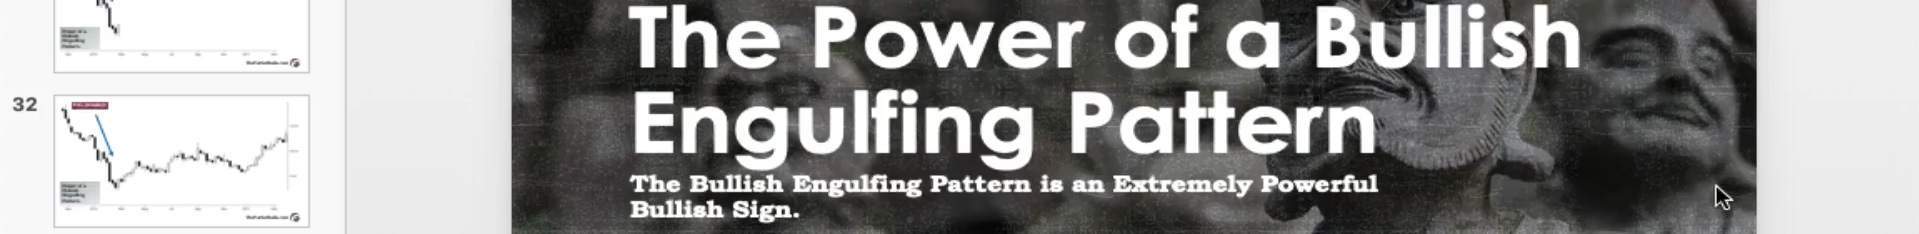 32
The Power of a Bullish
Engulfing Pattern
The Bullish Engulfing Pattern is an Extremely Powerful
Bullish Sign.